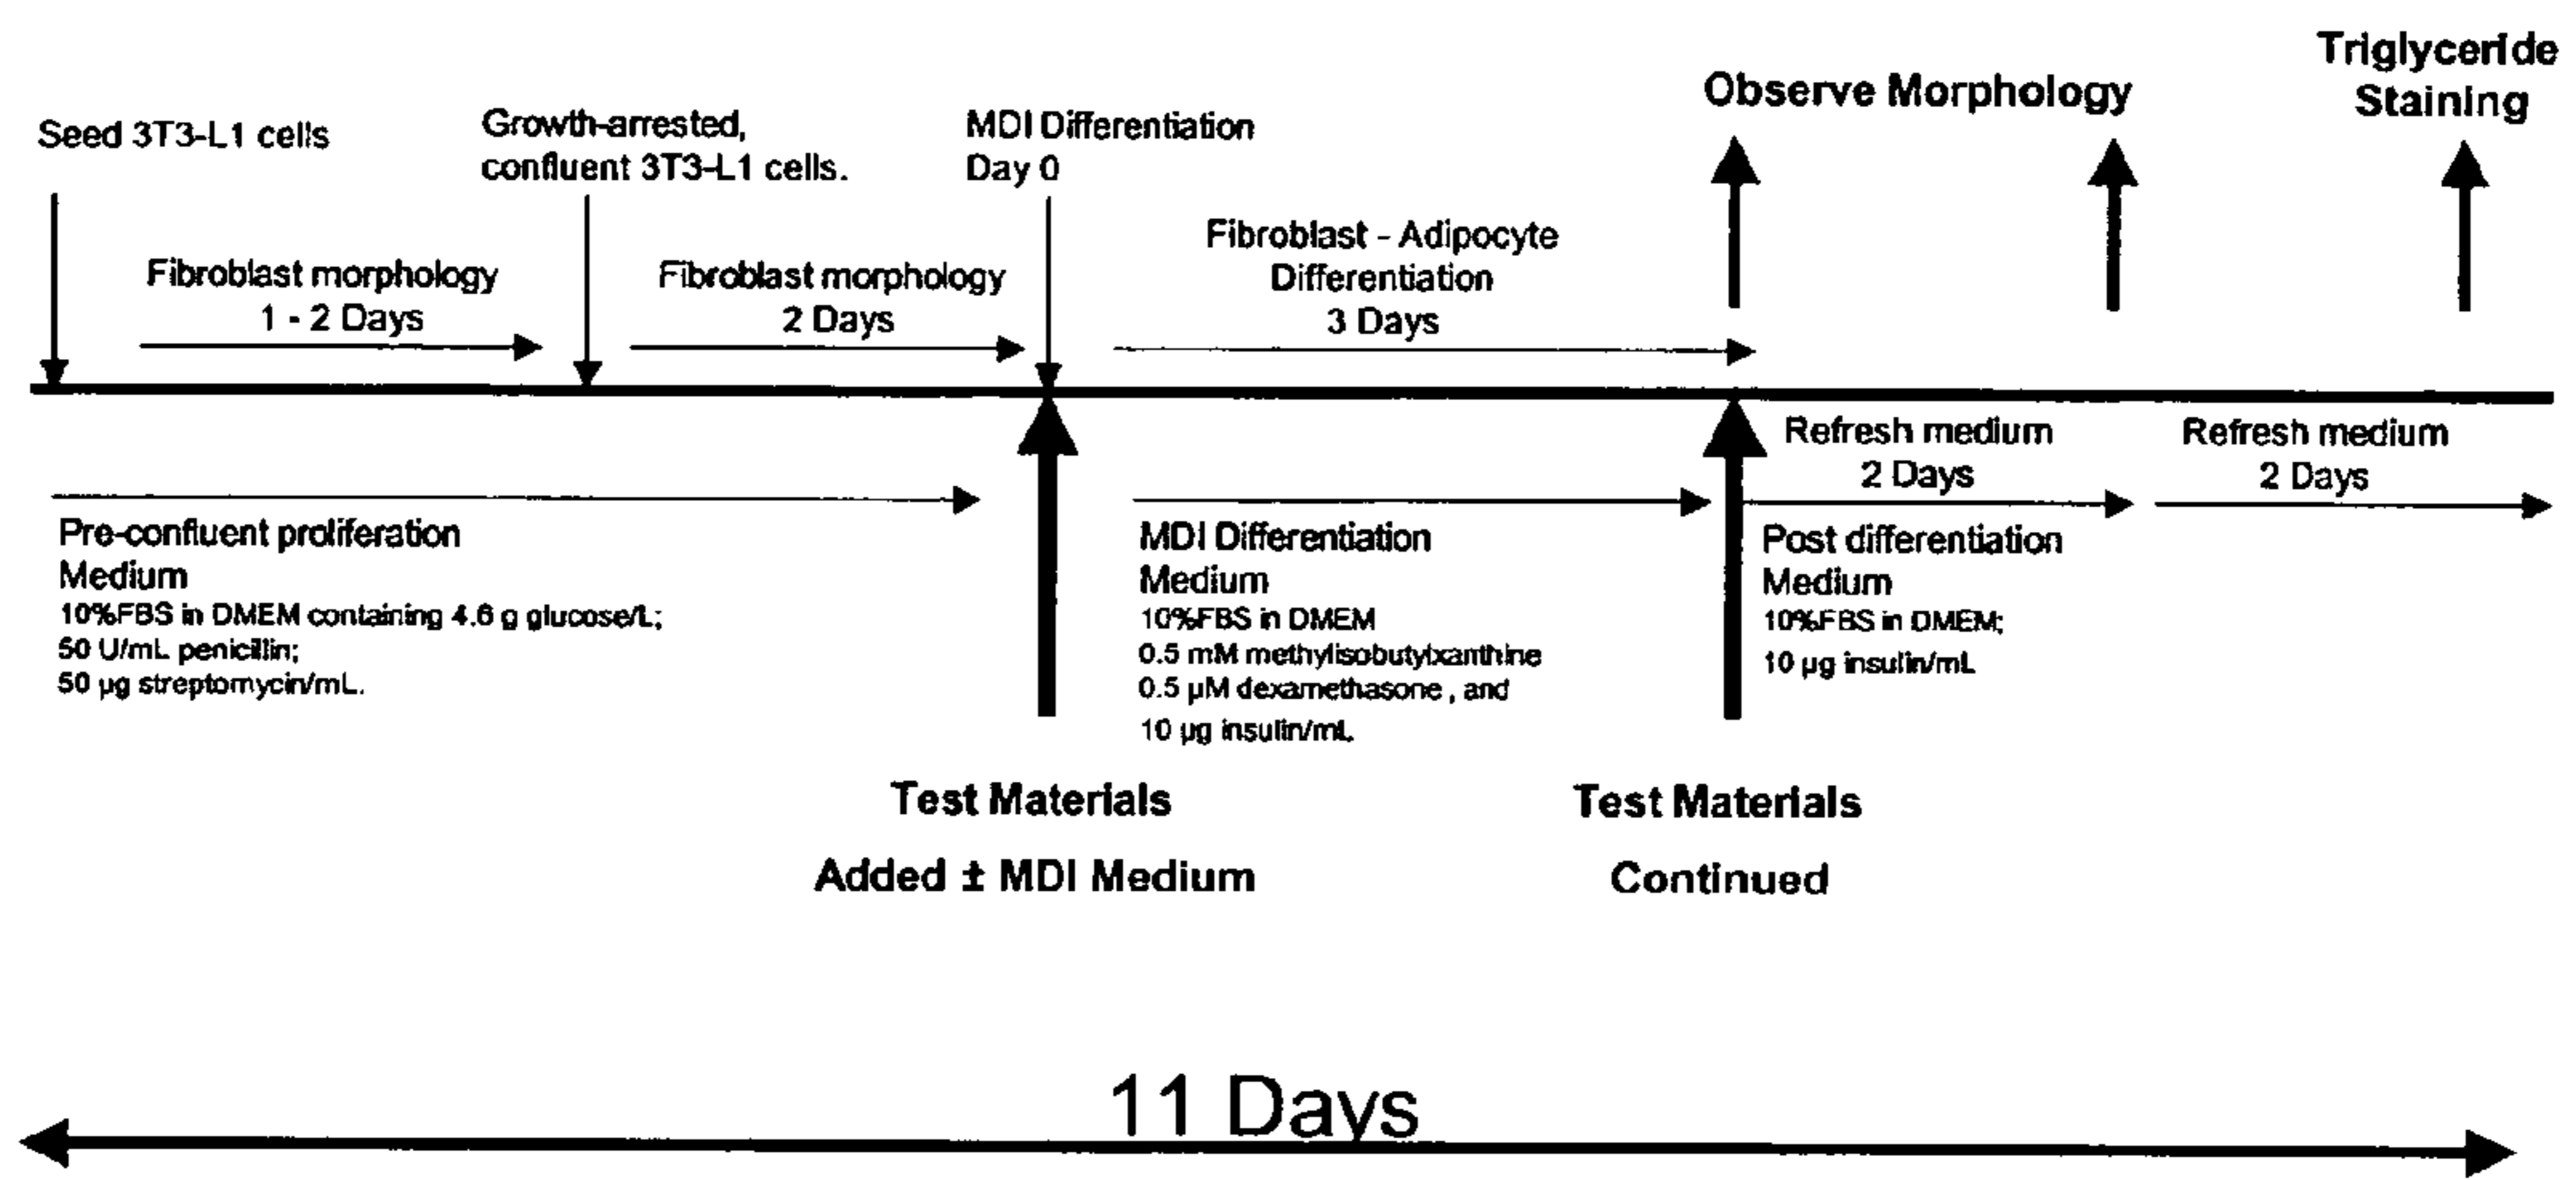 Seed 3T3-L1 cells
Growth-arrested,
confluent 3T3-L1 cells.
MDI Differentiation
Day 0
Observe Morphology
Triglyceride
Staining
Fibroblast morphology
1 - 2 Days
Fibroblast morphology
2 Days
Fibroblast - Adipocyte
Differentiation
3 Days
Refresh medium
2 Days
Refresh medium
2 Days
Pre-confluent proliferation
Medium
10%FBS in DMEM containing 4.6 g glucose/L;
50 U/mL penicillin;
50 µg streptomycin/mL.
MDI Differentiation
Medium
10%FBS in DMEM
0.5 mM methylisobutylxanthine
0.5 µM dexamethasone , and
10 µg insulin/mL
Post differentiation
Medium
10%FBS in DMEM;
10 µg insulin/mL
Test Materials
Added ± MDI Medium
Test Materials
Continued
11 Days